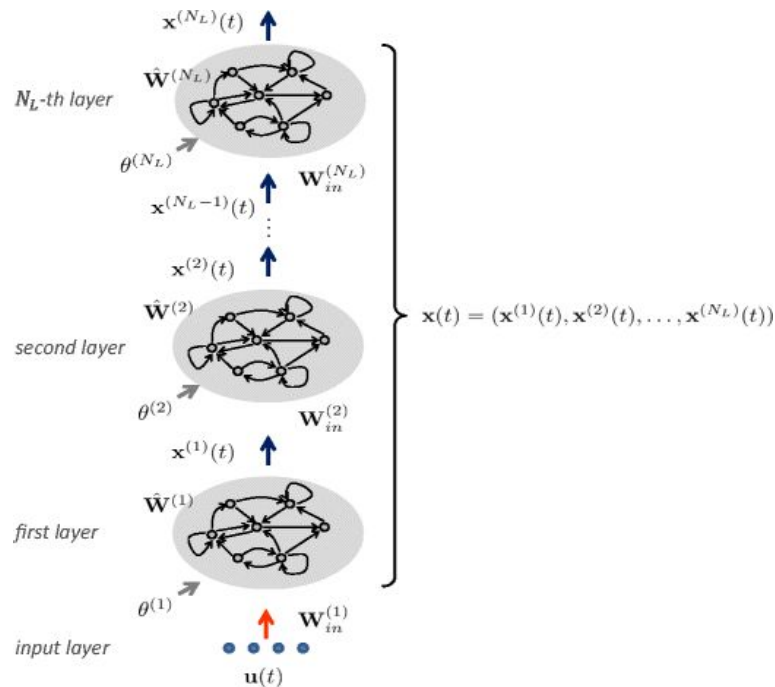 x^(N_L)(t)
Ŵ^(N_L)
N_L-th layer
θ^(N_L)
W_in^(N_L)
x^(N_L−1)(t)
⋮
x^(2)(t)
Ŵ^(2)
x(t) = (x^(1)(t), x^(2)(t), . . . , x^(N_L)(t))
second layer
θ^(2)
W_in^(2)
x^(1)(t)
Ŵ^(1)
first layer
θ^(1)
W_in^(1)
input layer
u(t)